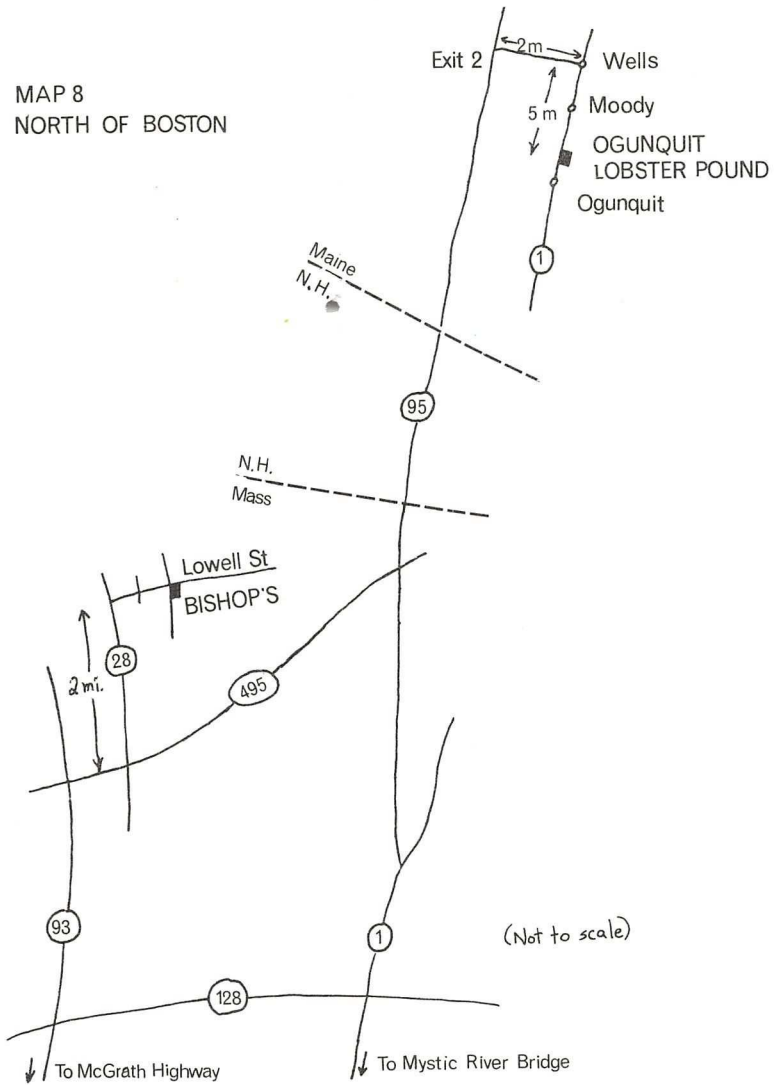 MAP 8
NORTH OF BOSTON
Exit 2
2m
Wells
5 m
Moody
OGUNQUIT
LOBSTER POUND
Ogunquit
1
Maine
N.H.
95
N.H.
Mass
Lowell St
BISHOP'S
28
2 mi.
495
93
1
(Not to scale)
128
To McGrath Highway
To Mystic River Bridge